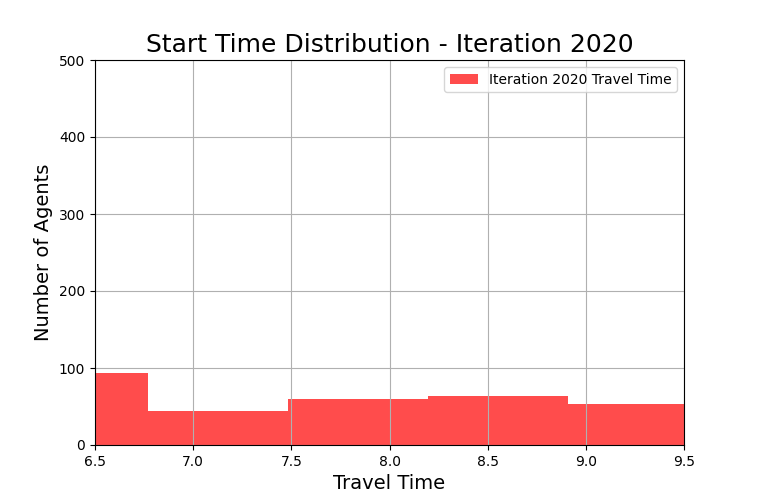 Start Time Distribution - Iteration 2020
Iteration 2020 Travel Time
Number of Agents
500
400
300
200
100
0
6.5 7.0 7.5 8.0 8.5 9.0 9.5
Travel Time